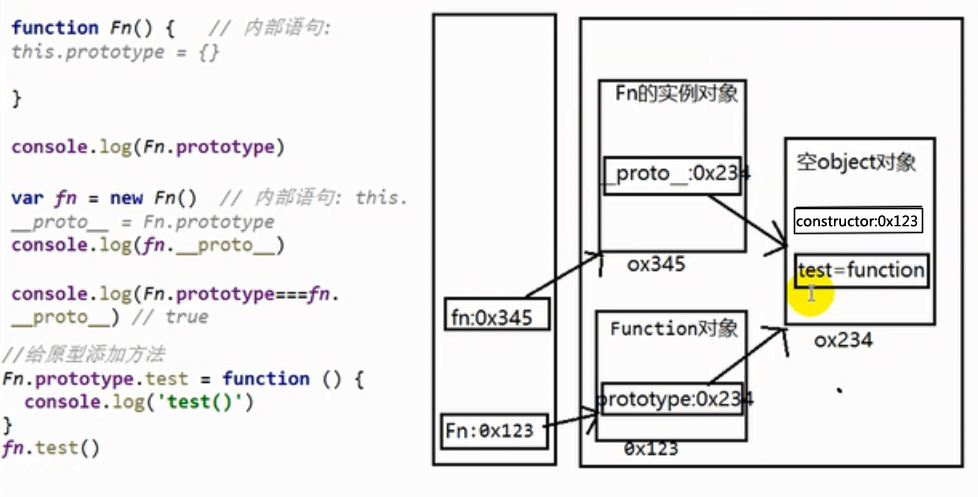 function Fn() {   // 内部语句:
this.prototype = {}
}
console.log(Fn.prototype)
var fn = new Fn()  // 内部语句: this.
__proto__ = Fn.prototype
console.log(fn.__proto__)
console.log(Fn.prototype===fn.
__proto__) // true
//给原型添加方法
Fn.prototype.test = function () {
  console.log('test()')
}
fn.test()
fn:0x345
Fn:0x123
Fn的实例对象
__proto__:0x234
ox345
Function对象
prototype:0x234
0x123
空object对象
constructor:0x123
test=function
ox234